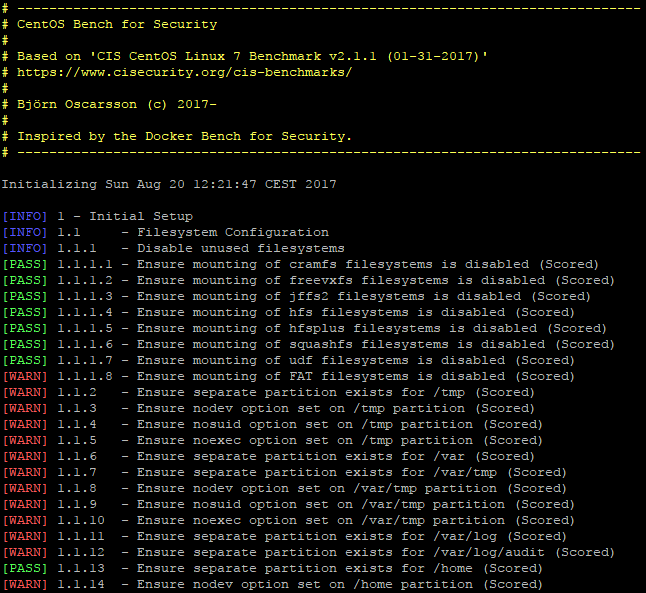 # ------------------------------------------------------------------------------
# CentOS Bench for Security
#
# Based on 'CIS CentOS Linux 7 Benchmark v2.1.1 (01-31-2017)'
# https://www.cisecurity.org/cis-benchmarks/
#
# Björn Oscarsson (c) 2017-
#
# Inspired by the Docker Bench for Security.
# ------------------------------------------------------------------------------
Initializing Sun Aug 20 12:21:47 CEST 2017
[INFO] 1 - Initial Setup
[INFO] 1.1     - Filesystem Configuration
[INFO] 1.1.1   - Disable unused filesystems
[PASS] 1.1.1.1 - Ensure mounting of cramfs filesystems is disabled (Scored)
[PASS] 1.1.1.2 - Ensure mounting of freevxfs filesystems is disabled (Scored)
[PASS] 1.1.1.3 - Ensure mounting of jffs2 filesystems is disabled (Scored)
[PASS] 1.1.1.4 - Ensure mounting of hfs filesystems is disabled (Scored)
[PASS] 1.1.1.5 - Ensure mounting of hfsplus filesystems is disabled (Scored)
[PASS] 1.1.1.6 - Ensure mounting of squashfs filesystems is disabled (Scored)
[PASS] 1.1.1.7 - Ensure mounting of udf filesystems is disabled (Scored)
[WARN] 1.1.1.8 - Ensure mounting of FAT filesystems is disabled (Scored)
[WARN] 1.1.2   - Ensure separate partition exists for /tmp (Scored)
[WARN] 1.1.3   - Ensure nodev option set on /tmp partition (Scored)
[WARN] 1.1.4   - Ensure nosuid option set on /tmp partition (Scored)
[WARN] 1.1.5   - Ensure noexec option set on /tmp partition (Scored)
[WARN] 1.1.6   - Ensure separate partition exists for /var (Scored)
[WARN] 1.1.7   - Ensure separate partition exists for /var/tmp (Scored)
[WARN] 1.1.8   - Ensure nodev option set on /var/tmp partition (Scored)
[WARN] 1.1.9   - Ensure nosuid option set on /var/tmp partition (Scored)
[WARN] 1.1.10  - Ensure noexec option set on /var/tmp partition (Scored)
[WARN] 1.1.11  - Ensure separate partition exists for /var/log (Scored)
[WARN] 1.1.12  - Ensure separate partition exists for /var/log/audit (Scored)
[PASS] 1.1.13  - Ensure separate partition exists for /home (Scored)
[WARN] 1.1.14  - Ensure nodev option set on /home partition (Scored)